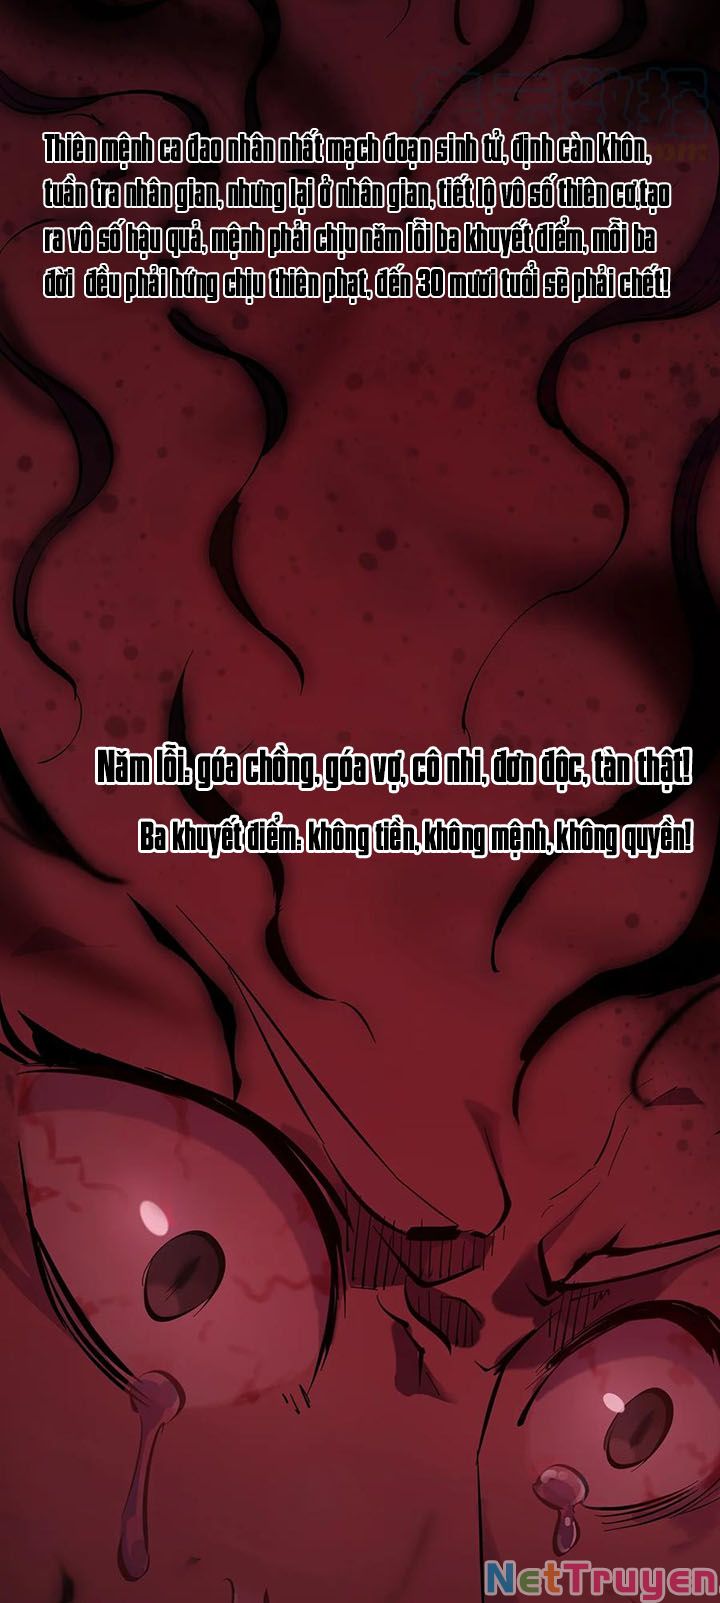 Thiên mệnh ca đao nhân nhất mạch đoạn sinh tử, định càn khôn,
tuần tra nhân gian, nhưng lại ở nhân gian, tiết lộ vô số thiên cơ,tạo
ra vô số hậu quả, mệnh phải chịu năm lỗi ba khuyết điểm, mỗi ba
đời đều phải hứng chịu thiên phạt, đến 30 mươi tuổi sẽ phải chết!
Năm lỗi: góa chồng, góa vợ, cô nhi, đơn độc, tàn thật!
Ba khuyết điểm: không tiền, không mệnh, không quyền!
NetTruyen